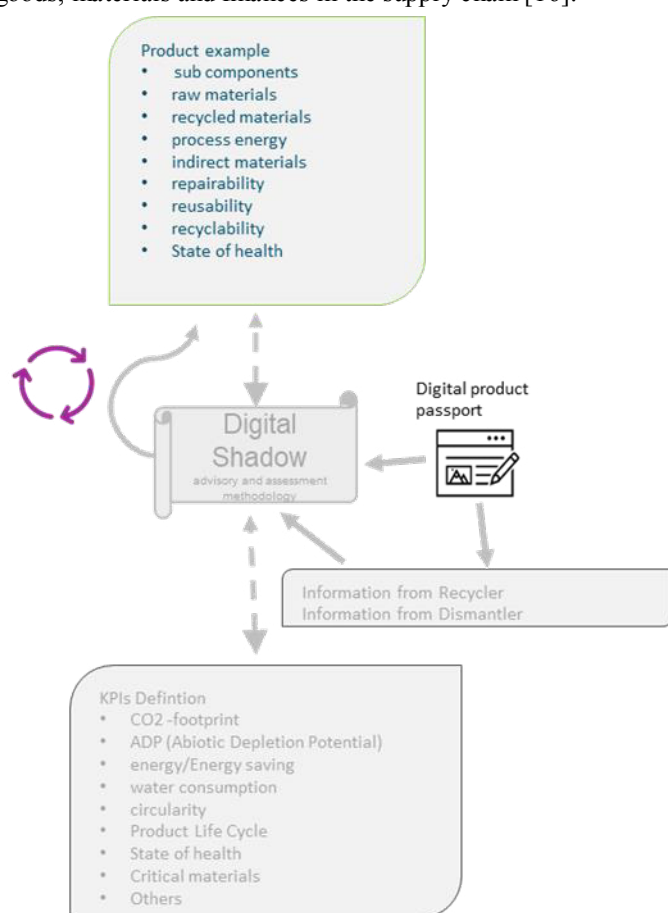 goods, materials and finances in the supply chain [10].
Product example
• sub components
• raw materials
• recycled materials
• process energy
• indirect materials
• repairability
• reusability
• recyclability
• State of health
Digital product
passport
Digital
Shadow
advisory and assessment
methodology
Information from Recycler
Information from Dismantler
KPIs Defintion
• CO2 -footprint
• ADP (Abiotic Depletion Potential)
• energy/Energy saving
• water consumption
• circularity
• Product Life Cycle
• State of health
• Critical materials
• Others